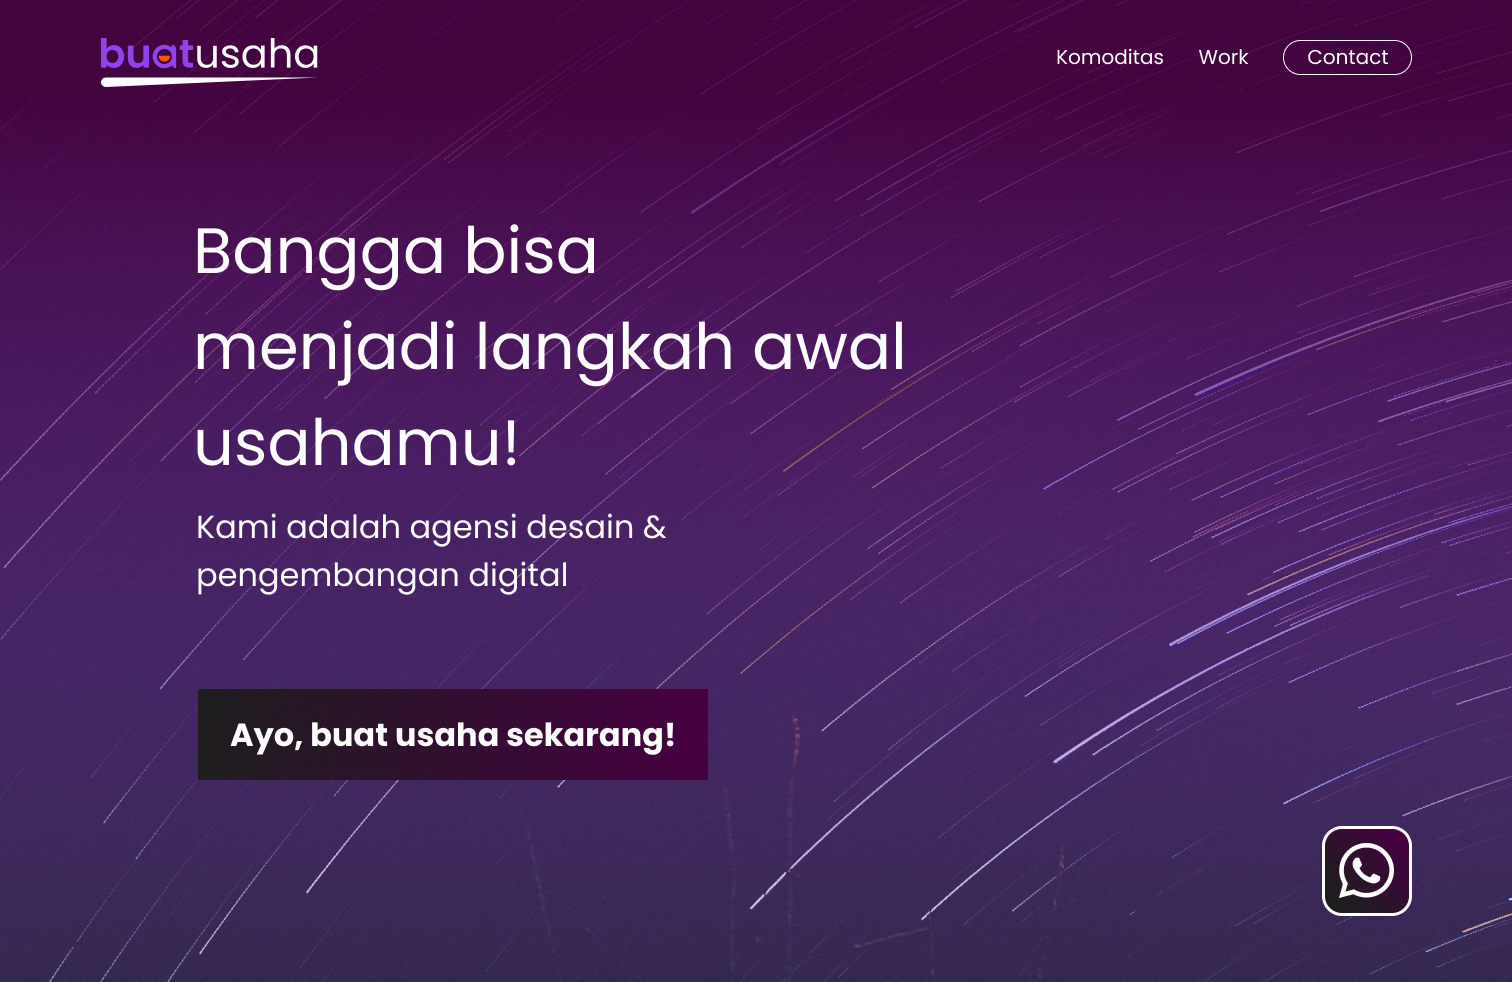 buatusaha
Komoditas
Work
Contact
Bangga bisa
menjadi langkah awal
usahamu!
Kami adalah agensi desain &
pengembangan digital
Ayo, buat usaha sekarang!